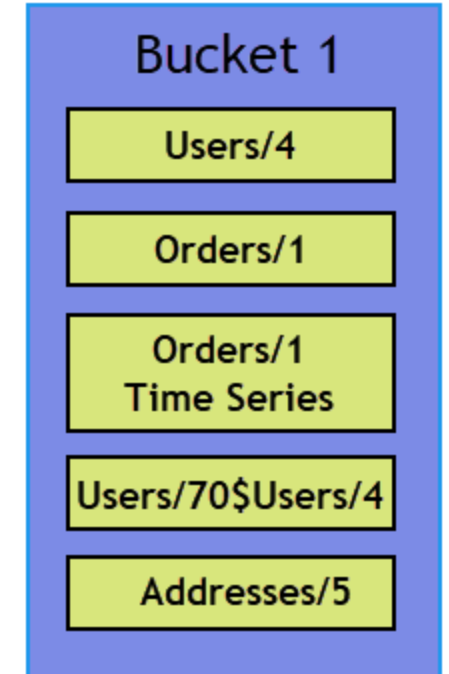 Bucket 1
Users/4
Orders/1
Orders/1
Time Series
Users/70$Users/4
Addresses/5